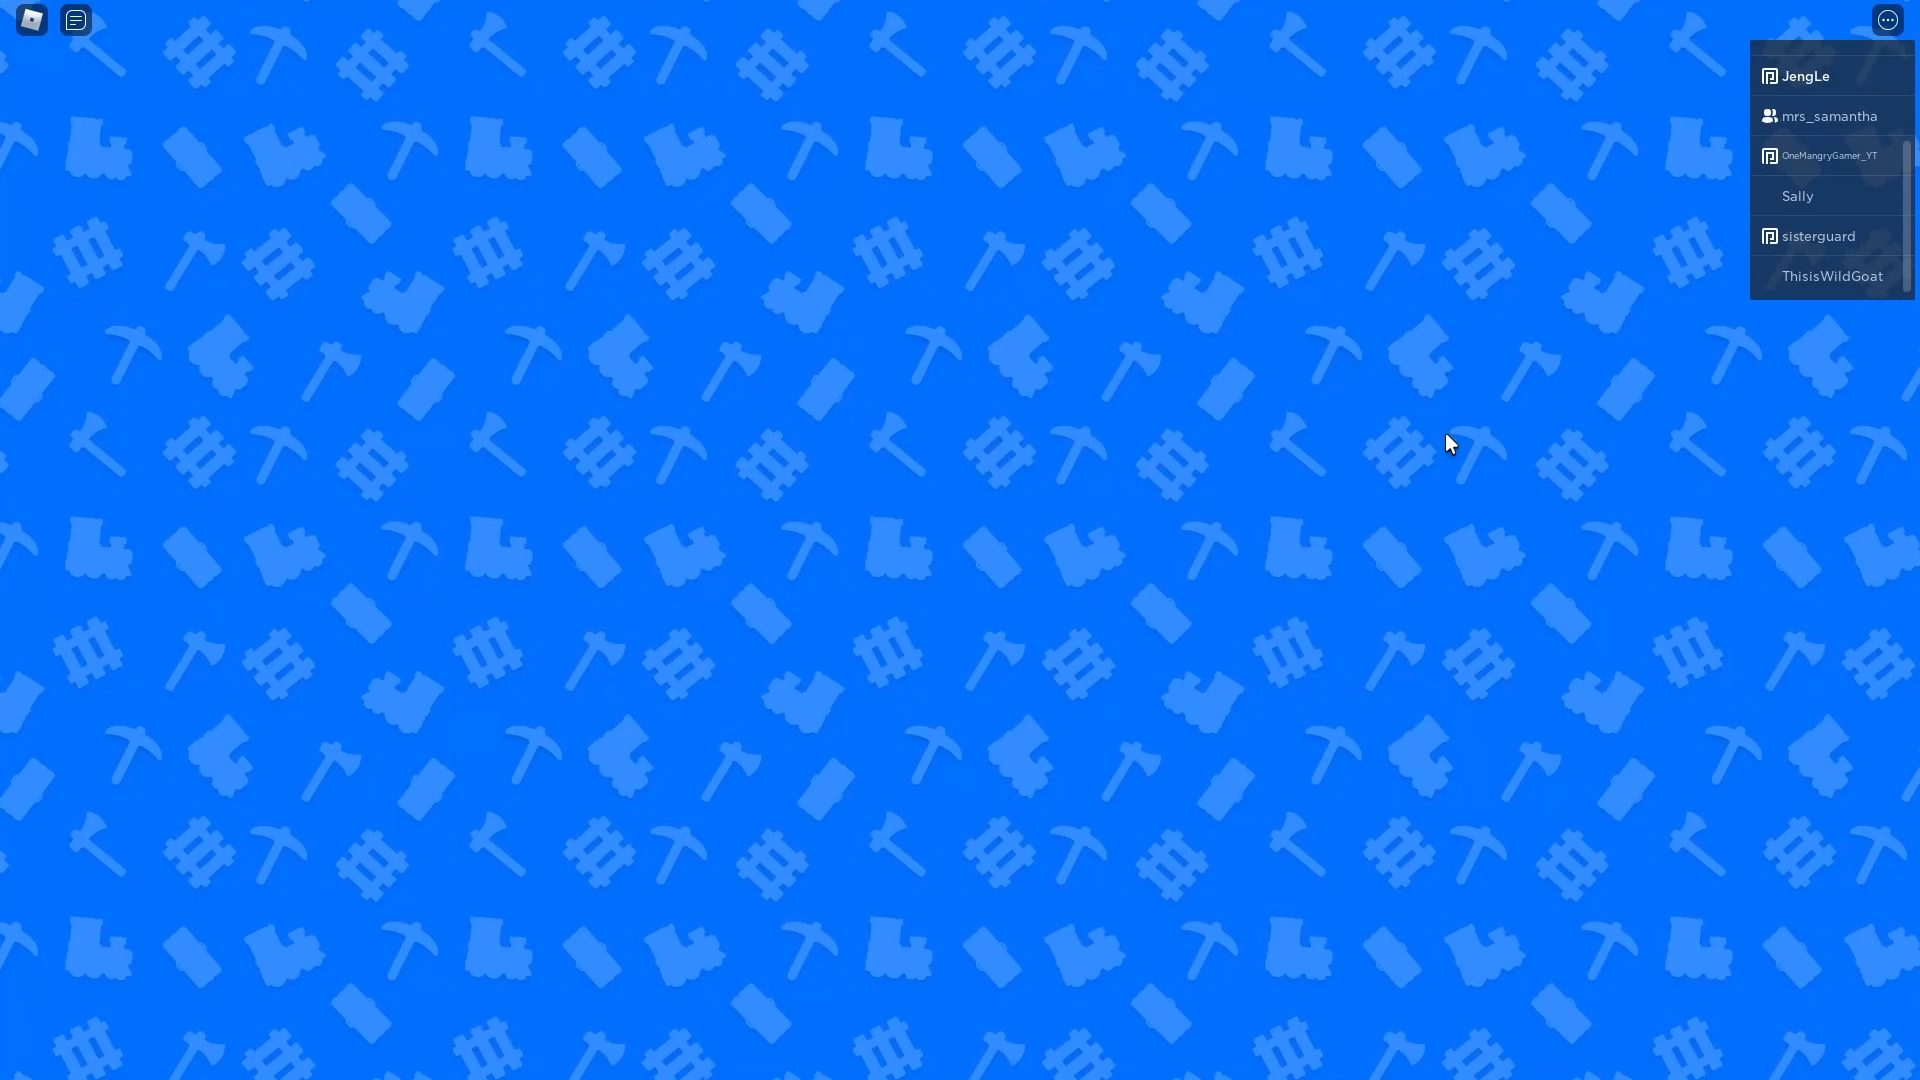 JengLe
mrs_samantha
OneMangryGamer_YT
Sally
sisterguard
ThisisWildGoat